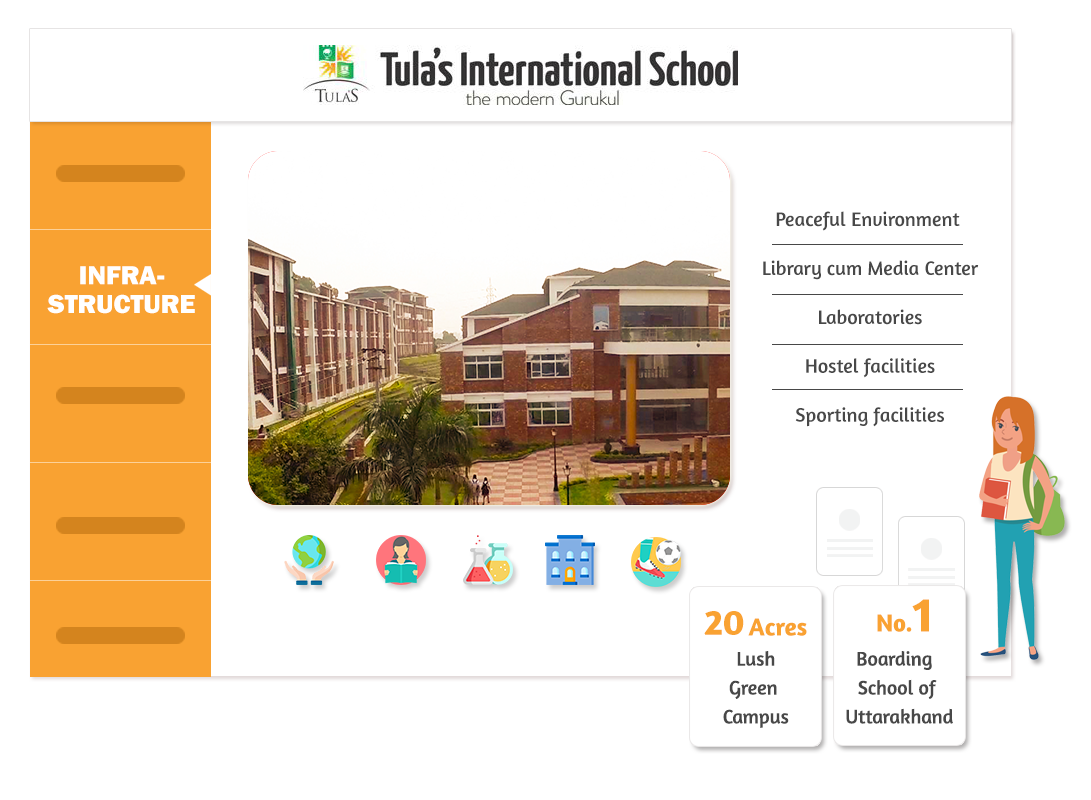 TULA'S
Tula's International School
the modern Gurukul
INFRA-
STRUCTURE
Peaceful Environment
Library cum Media Center
Laboratories
Hostel facilities
Sporting facilities
20 Acres
Lush
Green
Campus
No.1
Boarding
School of
Uttarakhand